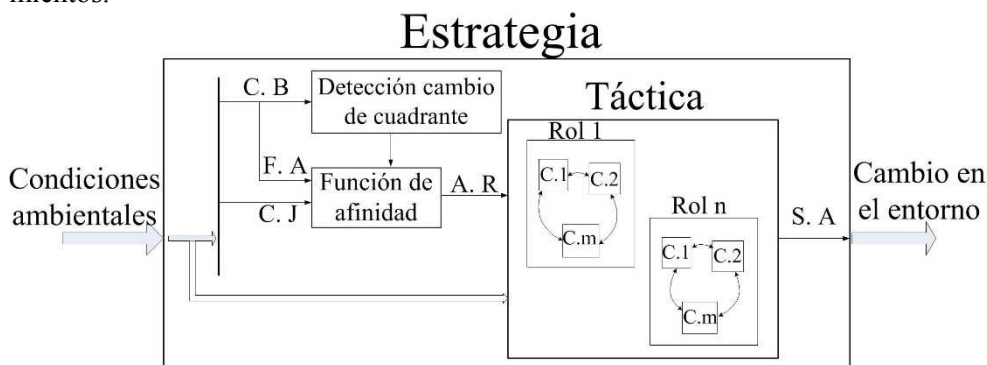 mientos.
Estrategia
Condiciones
ambientales
C. B
Detección cambio
de cuadrante
F. A
C. J
Función de
afinidad
A. R
Táctica
Rol 1
C.1
C.2
C.m
Rol n
C.1
C.2
C.m
S. A
Cambio en
el entorno